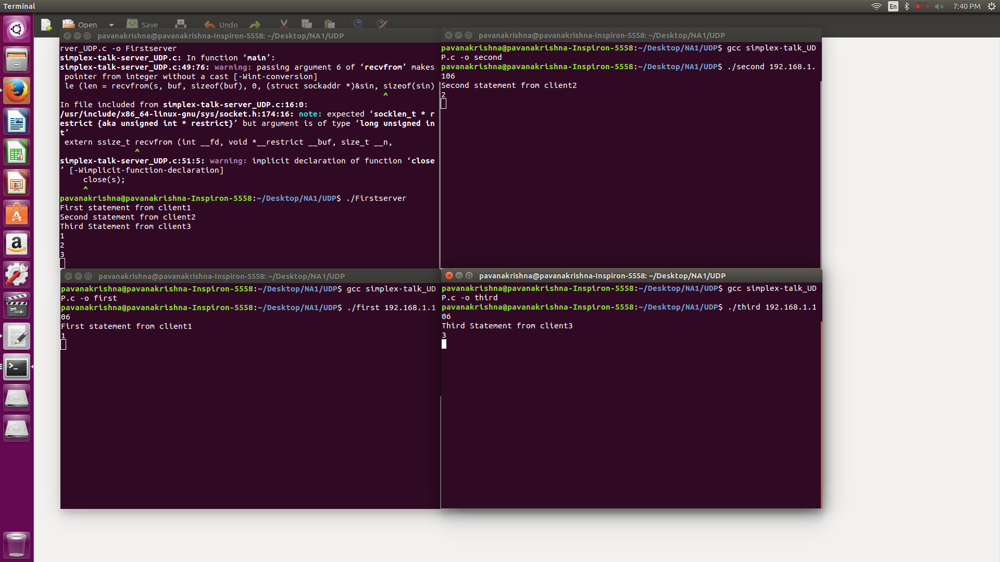 Terminal
En
7:40 PM
Open
Save
Undo
pavanakrishna@pavanakrishna-Inspiron-5558: ~/Desktop/NA1/UDP
rver_UDP.c -o Firstserver
simplex-talk-server_UDP.c: In function ‘main’:
simplex-talk-server_UDP.c:49:76: warning: passing argument 6 of ‘recvfrom’ makes
 pointer from integer without a cast [-Wint-conversion]
 le (len = recvfrom(s, buf, sizeof(buf), 0, (struct sockaddr *)&sin, sizeof(sin)
^
In file included from simplex-talk-server_UDP.c:16:0:
/usr/include/x86_64-linux-gnu/sys/socket.h:174:16: note: expected ‘socklen_t * r
estrict {aka unsigned int * restrict}’ but argument is of type ‘long unsigned in
t’
 extern ssize_t recvfrom (int __fd, void *__restrict __buf, size_t __n,
^
simplex-talk-server_UDP.c:51:5: warning: implicit declaration of function ‘close
’ [-Wimplicit-function-declaration]
     close(s);
^
pavanakrishna@pavanakrishna-Inspiron-5558:~/Desktop/NA1/UDP$ ./Firstserver
First statement from client1
Second statement from client2
Third Statement from client3
1
2
3
pavanakrishna@pavanakrishna-Inspiron-5558: ~/Desktop/NA1/UDP
pavanakrishna@pavanakrishna-Inspiron-5558:~/Desktop/NA1/UDP$ gcc simplex-talk_UD
P.c -o second
pavanakrishna@pavanakrishna-Inspiron-5558:~/Desktop/NA1/UDP$ ./second 192.168.1.
106
Second statement from client2
2
pavanakrishna@pavanakrishna-Inspiron-5558: ~/Desktop/NA1/UDP
pavanakrishna@pavanakrishna-Inspiron-5558:~/Desktop/NA1/UDP$ gcc simplex-talk_UD
P.c -o first
pavanakrishna@pavanakrishna-Inspiron-5558:~/Desktop/NA1/UDP$ ./first 192.168.1.1
06
First statement from client1
1
pavanakrishna@pavanakrishna-Inspiron-5558: ~/Desktop/NA1/UDP
pavanakrishna@pavanakrishna-Inspiron-5558:~/Desktop/NA1/UDP$ gcc simplex-talk_UD
P.c -o third
pavanakrishna@pavanakrishna-Inspiron-5558:~/Desktop/NA1/UDP$ ./third 192.168.1.1
06
Third Statement from client3
3